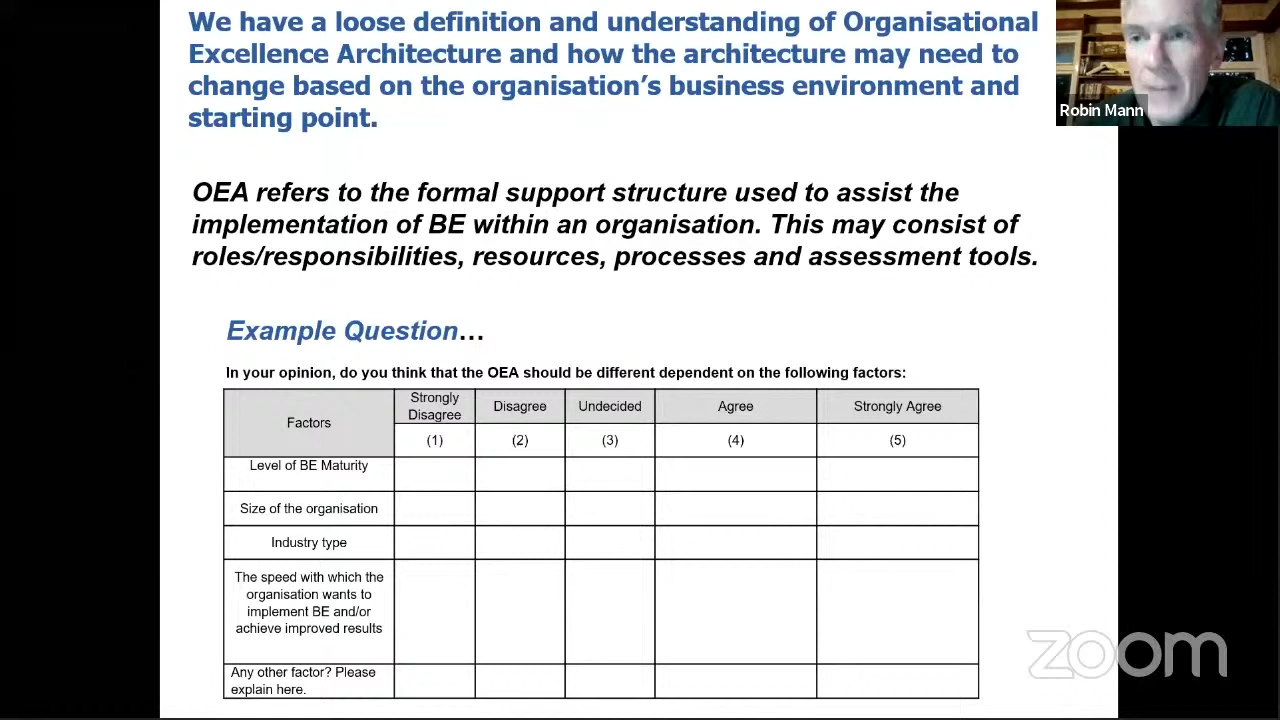 We have a loose definition and understanding of Organisational
Excellence Architecture and how the architecture may need to
change based on the organisation's business environment and
starting point.
Robin Mann
OEA refers to the formal support structure used to assist the
implementation of BE within an organisation. This may consist of
roles/responsibilities, resources, processes and assessment tools.
Example Question…
In your opinion, do you think that the OEA should be different dependent on the following factors:
Factors
Strongly
Disagree
Disagree
Undecided
Agree
Strongly Agree
(1)
(2)
(3)
(4)
(5)
Level of BE Maturity
Size of the organisation
Industry type
The speed with which the
organisation wants to
implement BE and/or
achieve improved results
Any other factor? Please
explain here.
zoom